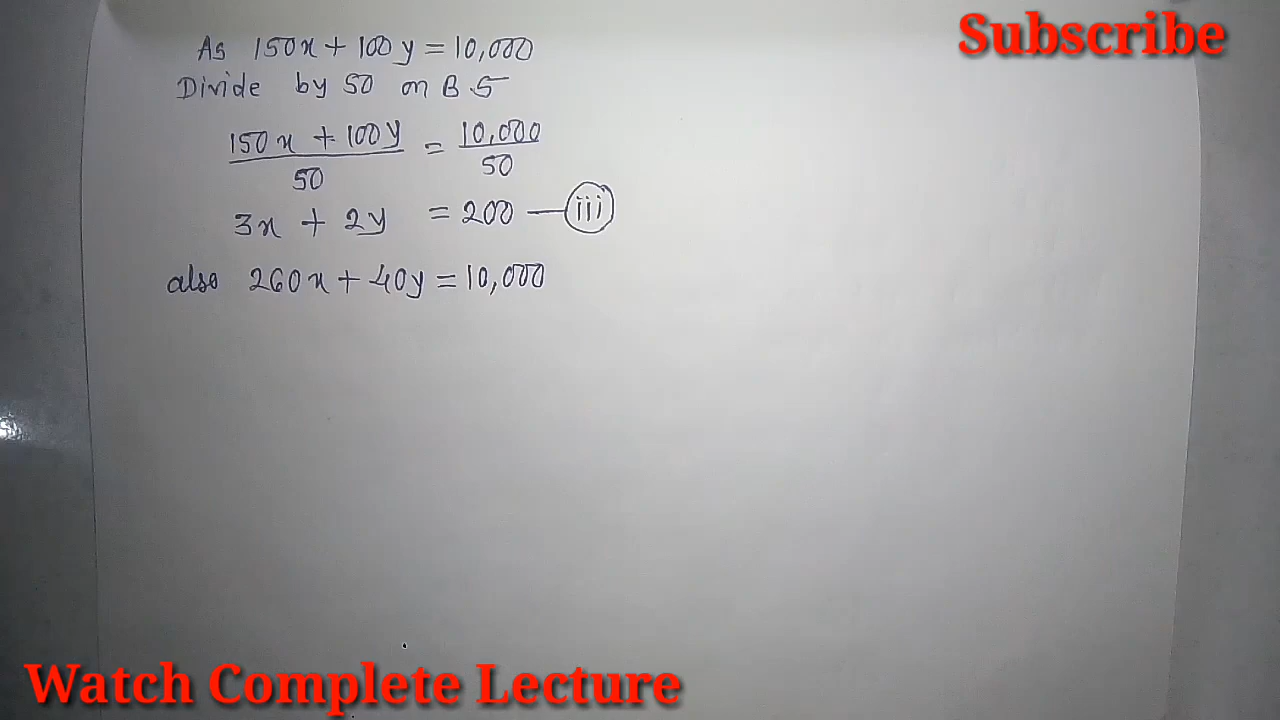 Subscribe
As 150x + 100y = 10,000
Divide by 50 on B.S
150x + 100y / 50 = 10,000 / 50
3x + 2y = 200 — iii
also 260x + 40y = 10,000
Watch Complete Lecture